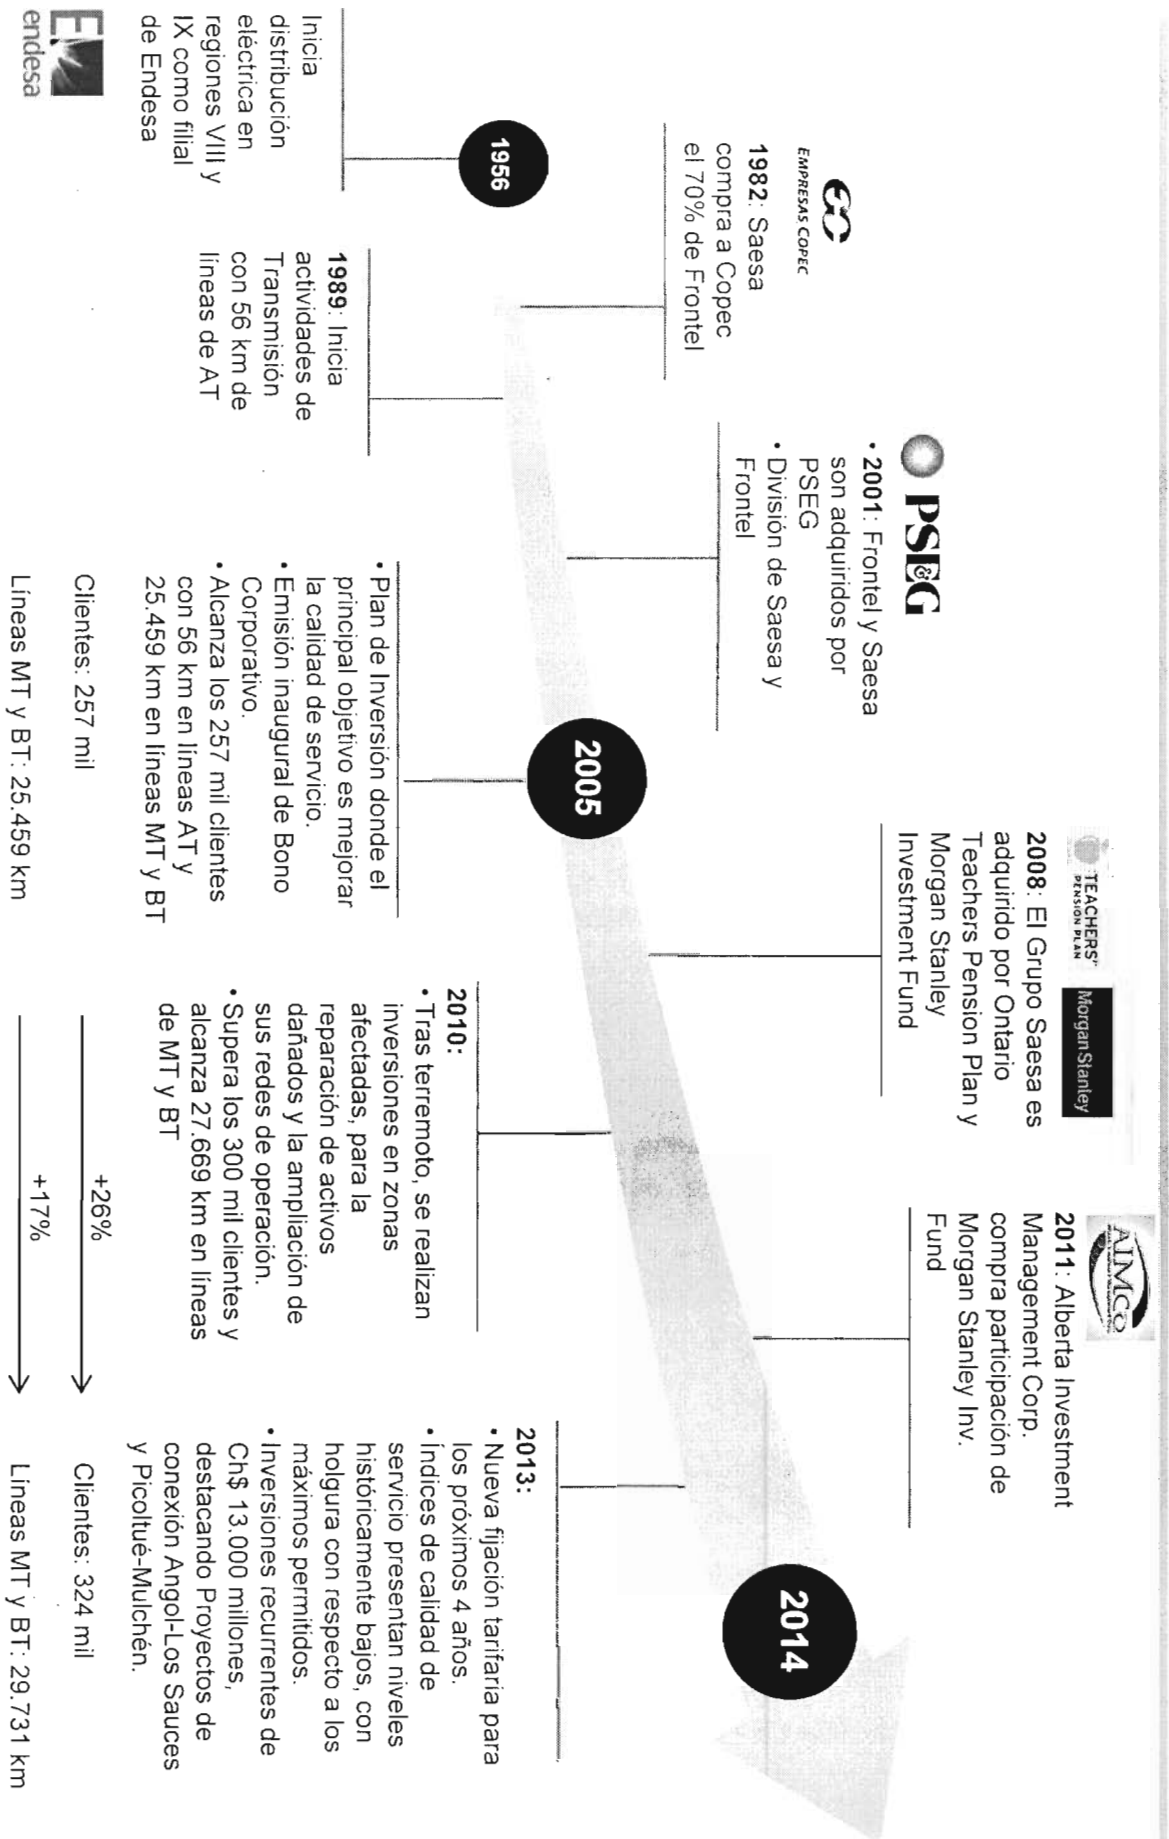 EMPRESAS COPEC
1982: Saesa
compra a Copec
el 70% de Frontel
PSEG
• 2001: Frontel y Saesa
son adquiridos por
PSEG
• División de Saesa y
Frontel
TEACHERS'
PENSION PLAN
Morgan Stanley
2008: El Grupo Saesa es
adquirido por Ontario
Teachers Pension Plan y
Morgan Stanley
Investment Fund
AIMCo
2011: Alberta Investment
Management Corp.
compra participación de
Morgan Stanley Inv.
Fund
1956
2005
2014
Inicia
distribución
eléctrica en
regiones VIII y
IX como filial
de Endesa
endesa
1989: Inicia
actividades de
Transmisión
con 56 km de
líneas de AT
• Plan de Inversión donde el
principal objetivo es mejorar
la calidad de servicio.
• Emisión inaugural de Bono
Corporativo.
• Alcanza los 257 mil clientes
con 56 km en líneas AT y
25.459 km en líneas MT y BT
2010:
• Tras terremoto, se realizan
inversiones en zonas
afectadas, para la
reparación de activos
dañados y la ampliación de
sus redes de operación.
• Supera los 300 mil clientes y
alcanza 27.669 km en líneas
de MT y BT
2013:
• Nueva fijación tarifaria para
los próximos 4 años.
• Índices de calidad de
servicio presentan niveles
históricamente bajos, con
holgura con respecto a los
máximos permitidos.
• Inversiones recurrentes de
Ch$ 13.000 millones,
destacando Proyectos de
conexión Angol-Los Sauces
y Picoltué-Mulchén.
Clientes: 257 mil
+26%
Clientes: 324 mil
Líneas MT y BT: 25.459 km
+17%
Líneas MT y BT: 29.731 km